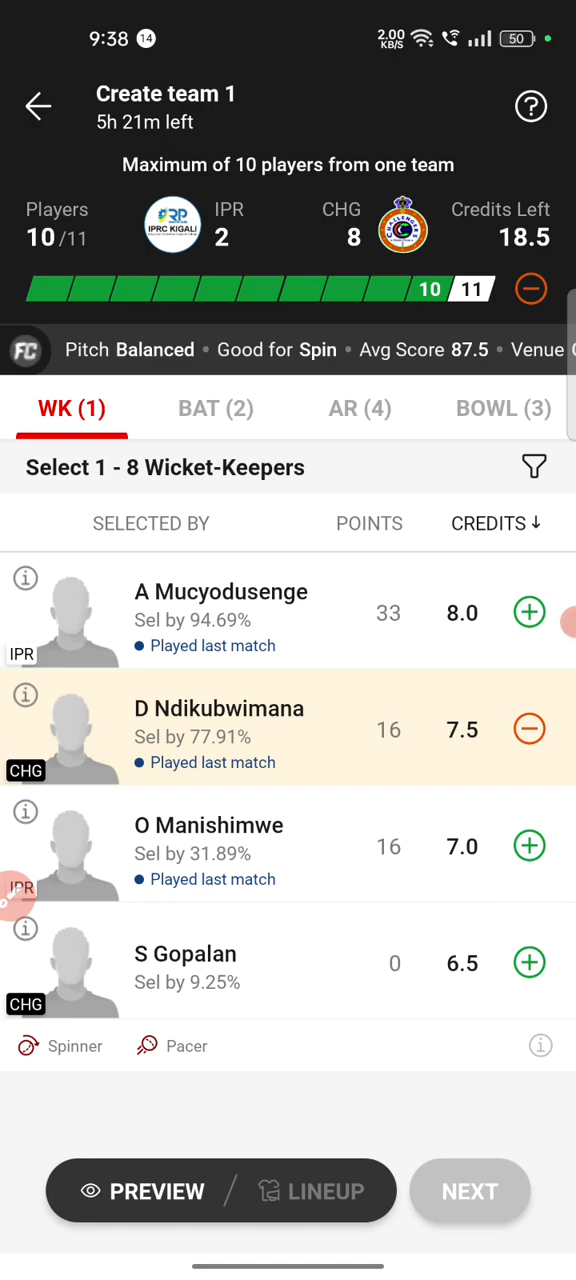 9:38 14 2.00 KB/S 50
Create team 1
5h 21m left
Maximum of 10 players from one team
Players IPR CHG Credits Left
10/11 2 8 18.5
RP
IPRC KIGALI
CHALLENGERS
10 11
FC Pitch Balanced • Good for Spin • Avg Score 87.5 • Venue
WK (1) BAT (2) AR (4) BOWL (3)
Select 1 - 8 Wicket-Keepers
SELECTED BY POINTS CREDITS ↓
A Mucyodusenge
Sel by 94.69% 33 8.0
Played last match
IPR
D Ndikubwimana
Sel by 77.91% 16 7.5
Played last match
CHG
O Manishimwe
Sel by 31.89% 16 7.0
Played last match
IPR
S Gopalan
Sel by 9.25% 0 6.5
CHG
Spinner Pacer
PREVIEW / LINEUP NEXT